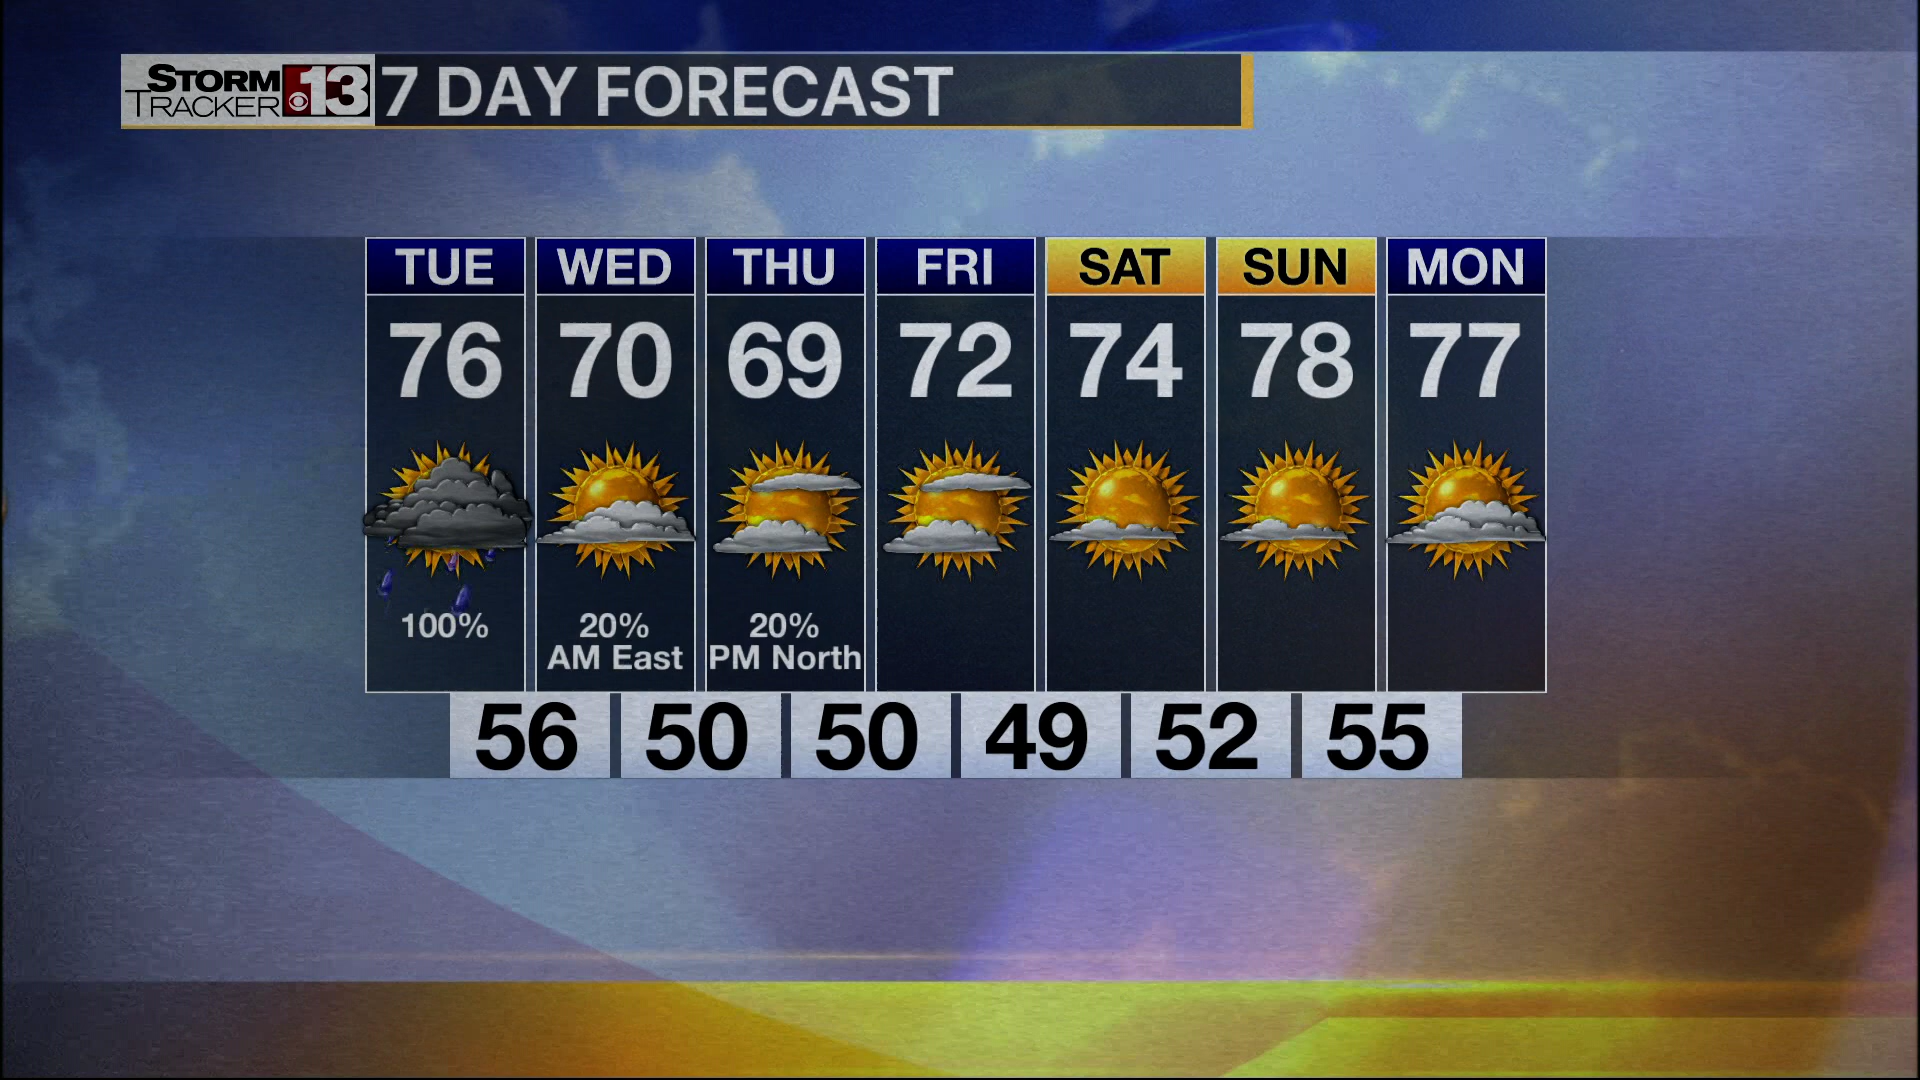 STORM TRACKER 13 7 DAY FORECAST
TUE WED THU FRI SAT SUN MON
76 70 69 72 74 78 77
100% 20% 20%
AM East PM North
56 50 50 49 52 55